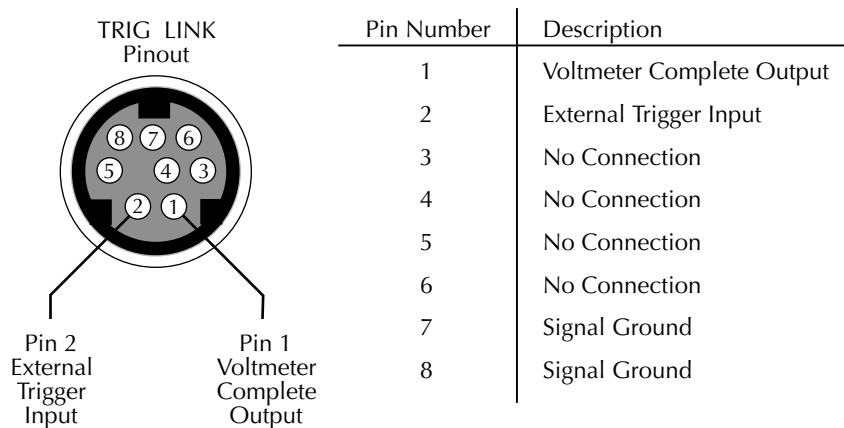 TRIG LINK
Pinout
8 7 6
5 4 3
2 1
Pin 2
External
Trigger
Input
Pin 1
Voltmeter
Complete
Output
Pin Number Description
1 Voltmeter Complete Output
2 External Trigger Input
3 No Connection
4 No Connection
5 No Connection
6 No Connection
7 Signal Ground
8 Signal Ground